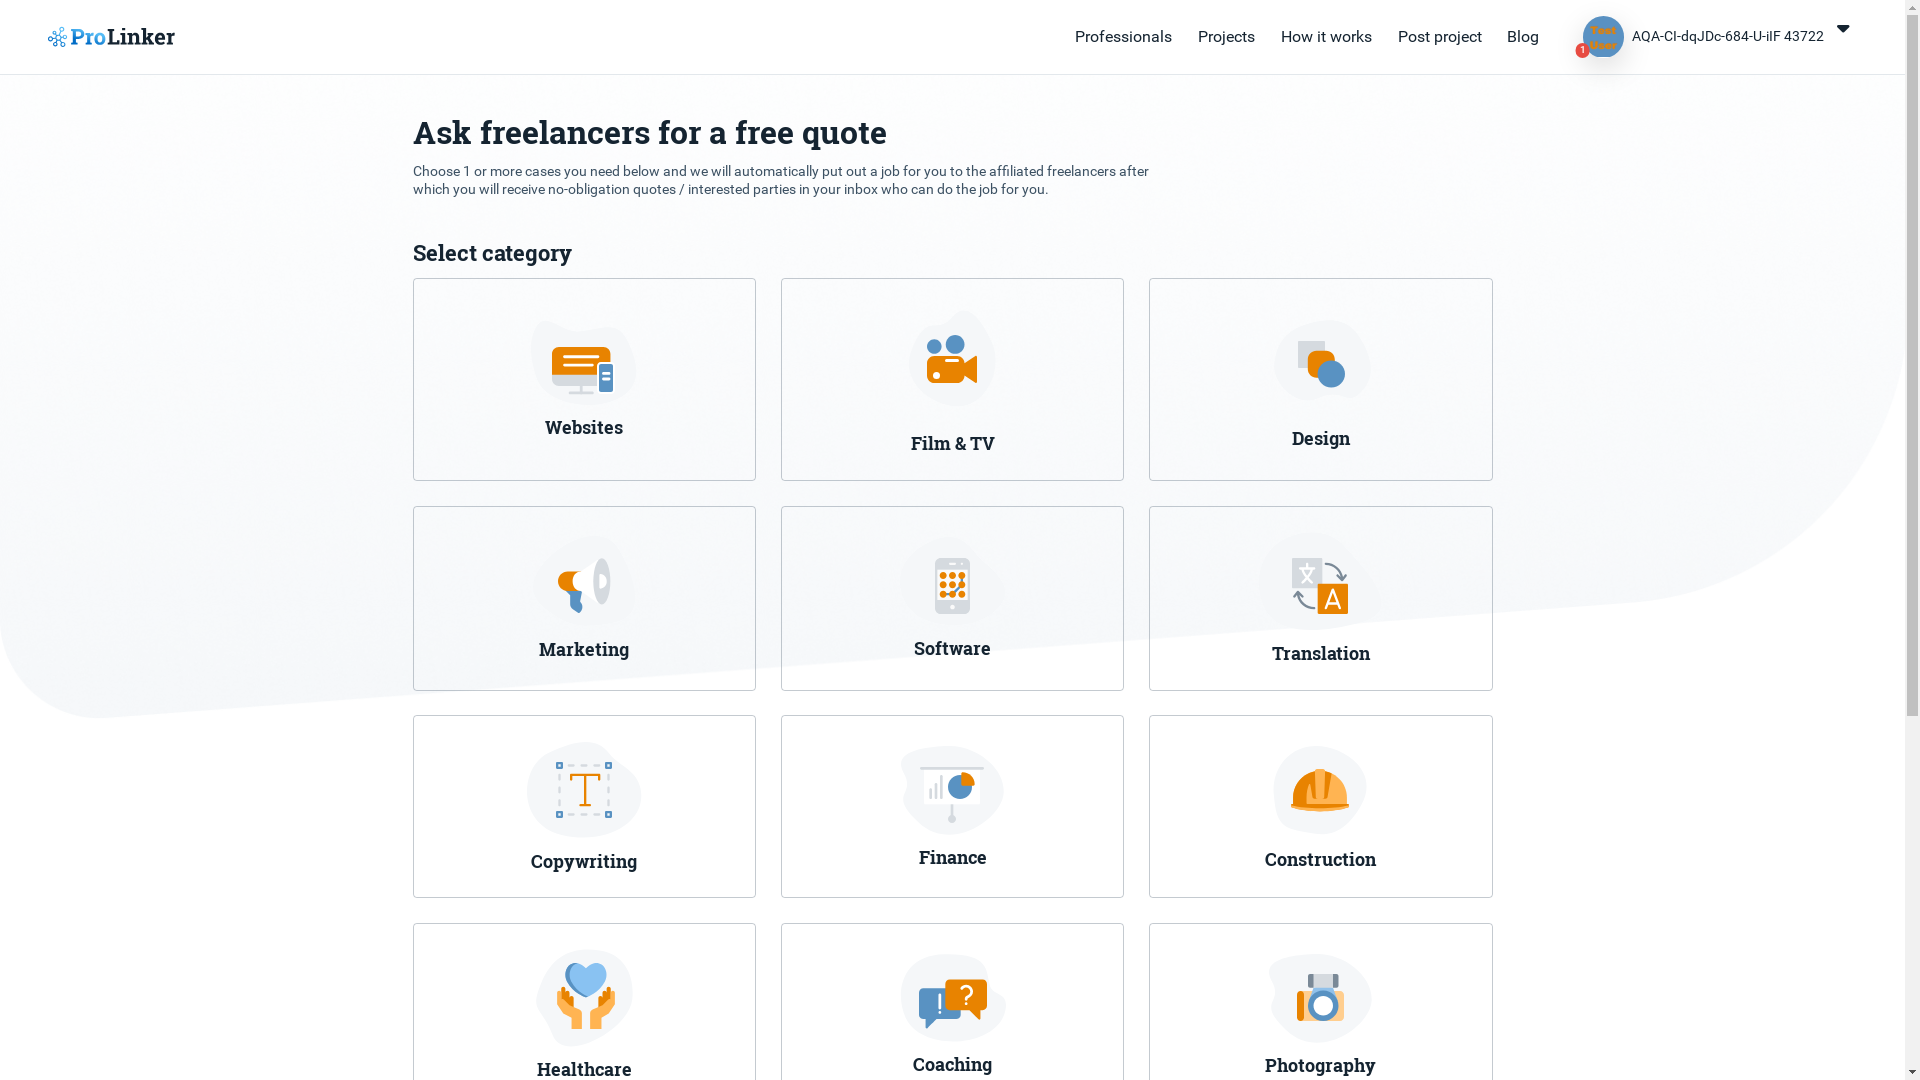 ProLinker
Professionals
Projects
How it works
Post project
Blog
Test
User
1
AQA-CI-dqJDc-684-U-iIF 43722
Ask freelancers for a free quote
Choose 1 or more cases you need below and we will automatically put out a job for you to the affiliated freelancers after
which you will receive no-obligation quotes / interested parties in your inbox who can do the job for you.
Select category
Websites
Film & TV
Design
Marketing
Software
Translation
Copywriting
Finance
Construction
Healthcare
Coaching
Photography